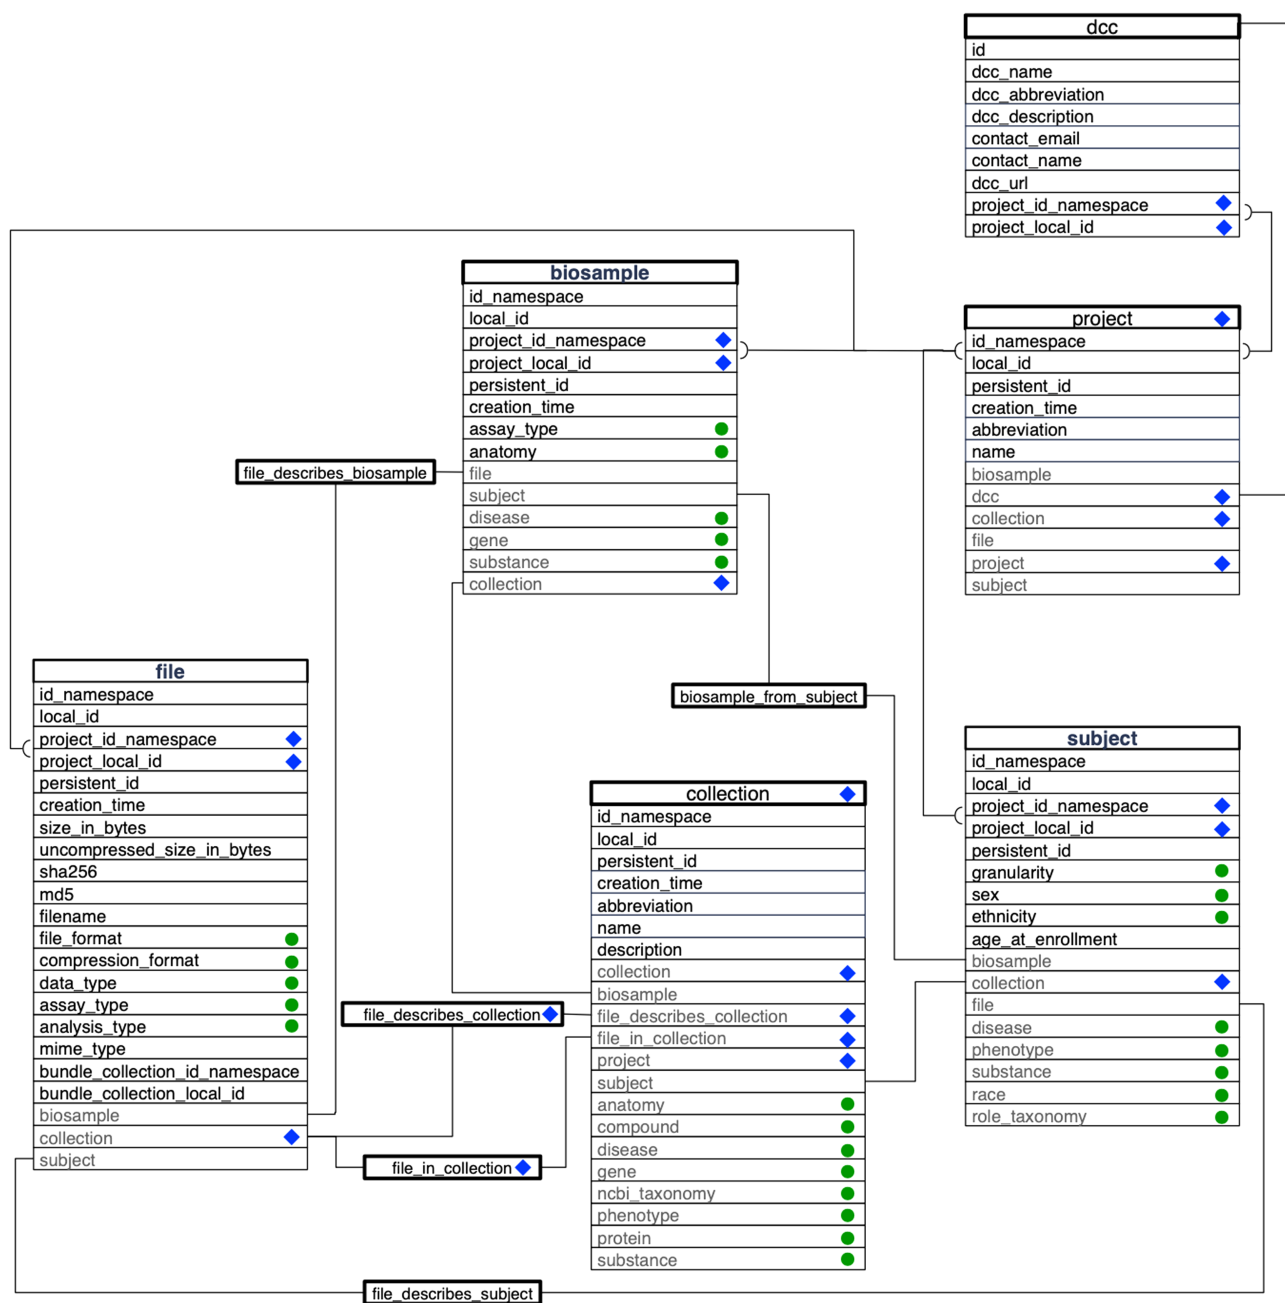 dcc
id
dcc_name
dcc_abbreviation
dcc_description
contact_email
contact_name
dcc_url
project_id_namespace
project_local_id
biosample
id_namespace
local_id
project_id_namespace
project_local_id
persistent_id
creation_time
assay_type
anatomy
file
subject
disease
gene
substance
collection
project
id_namespace
local_id
persistent_id
creation_time
abbreviation
name
biosample
dcc
collection
file
project
subject
file_describes_biosample
file
id_namespace
local_id
project_id_namespace
project_local_id
persistent_id
creation_time
size_in_bytes
uncompressed_size_in_bytes
sha256
md5
filename
file_format
compression_format
data_type
assay_type
analysis_type
mime_type
bundle_collection_id_namespace
bundle_collection_local_id
biosample
collection
subject
biosample_from_subject
collection
id_namespace
local_id
persistent_id
creation_time
abbreviation
name
description
collection
biosample
file_describes_collection
file_in_collection
project
subject
anatomy
compound
disease
gene
ncbi_taxonomy
phenotype
protein
substance
subject
id_namespace
local_id
project_id_namespace
project_local_id
persistent_id
granularity
sex
ethnicity
age_at_enrollment
biosample
collection
file
disease
phenotype
substance
race
role_taxonomy
file_describes_collection
file_in_collection
file_describes_subject